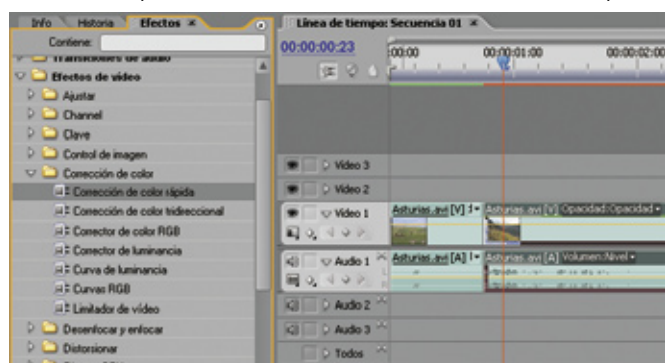 Info Historia Efectos
Contiene:
Transiciones de audio
Efectos de vídeo
Ajustar
Channel
Clave
Control de imagen
Corrección de color
Corrección de color rápida
Corrección de color tridireccional
Corrector de color RGB
Corrector de luminancia
Curva de luminancia
Curvas RGB
Limitador de vídeo
Desenfocar y enfocar
Distorsionar
Línea de tiempo: Secuencia 01
00:00:00:23
:00:00 00:00:01:00 00:00:02:00
Vídeo 3
Vídeo 2
Vídeo 1 Asturias.avi [V] Asturias.avi [V] Opacidad:Opacidad
Audio 1 Asturias.avi [A] Asturias.avi [A] Volumen:Nivel
Audio 2
Audio 3
Todos